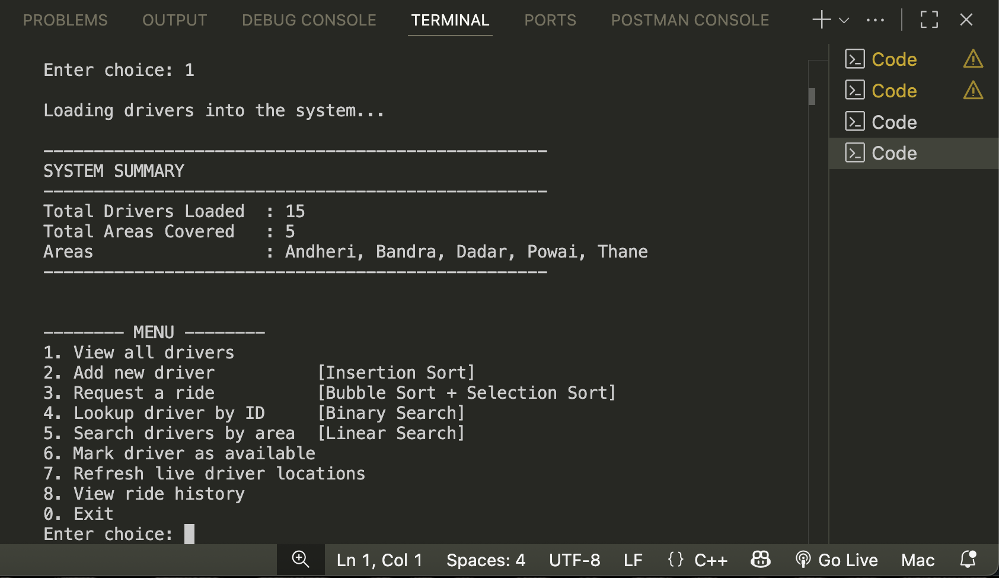 PROBLEMS OUTPUT DEBUG CONSOLE TERMINAL PORTS POSTMAN CONSOLE
Enter choice: 1
Loading drivers into the system...
--------------------------------------------------
SYSTEM SUMMARY
--------------------------------------------------
Total Drivers Loaded  : 15
Total Areas Covered   : 5
Areas                 : Andheri, Bandra, Dadar, Powai, Thane
--------------------------------------------------
-------- MENU --------
1. View all drivers
2. Add new driver          [Insertion Sort]
3. Request a ride          [Bubble Sort + Selection Sort]
4. Lookup driver by ID     [Binary Search]
5. Search drivers by area  [Linear Search]
6. Mark driver as available
7. Refresh live driver locations
8. View ride history
0. Exit
Enter choice:
Code
Code
Code
Code
Ln 1, Col 1 Spaces: 4 UTF-8 LF {} C++ Go Live Mac